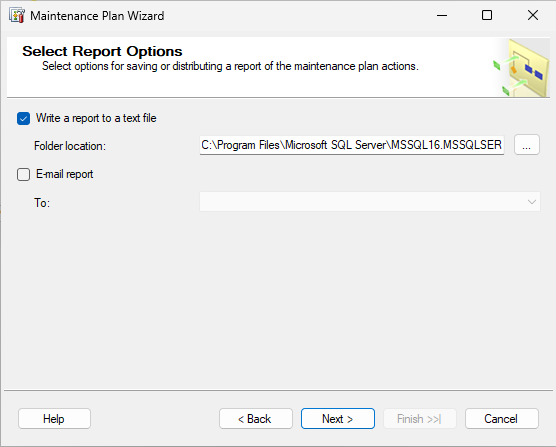 Maintenance Plan Wizard
Select Report Options
Select options for saving or distributing a report of the maintenance plan actions.
Write a report to a text file
Folder location:
C:\Program Files\Microsoft SQL Server\MSSQL16.MSSQLSER
...
E-mail report
To:
Help
< Back
Next >
Finish >>|
Cancel